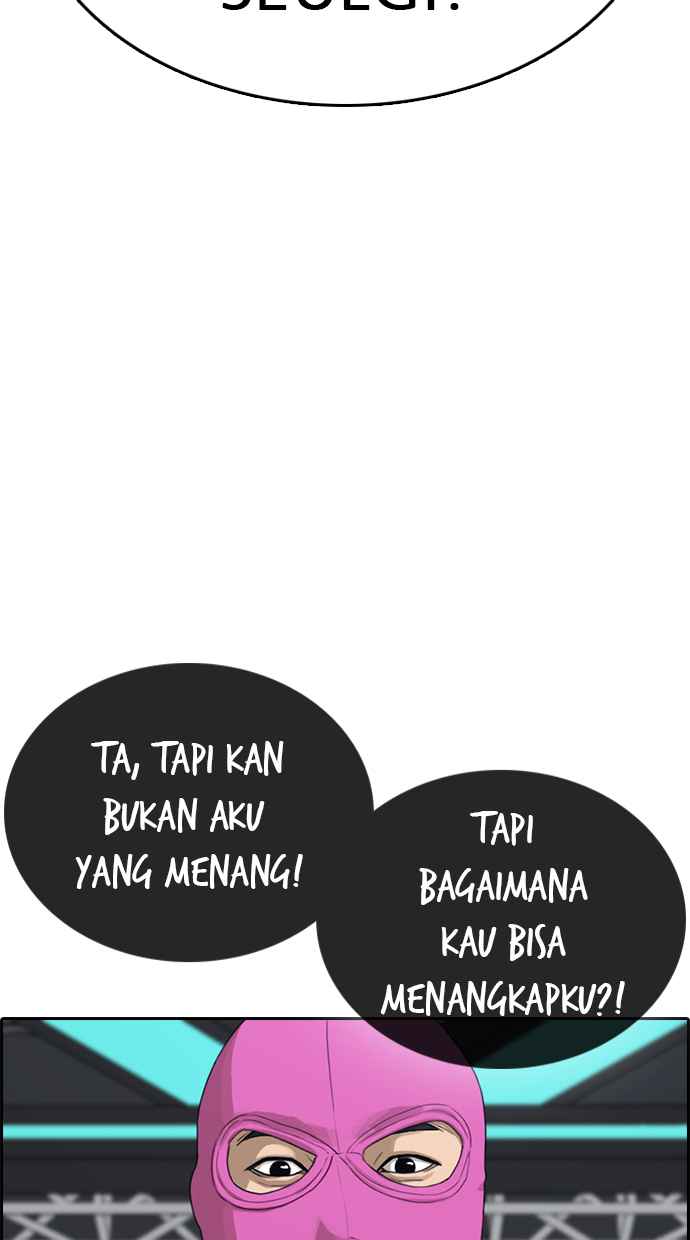 TA, TAPI KAN
BUKAN AKU
YANG MENANG!
TAPI
BAGAIMANA
KAU BISA
MENANGKAPKU?!